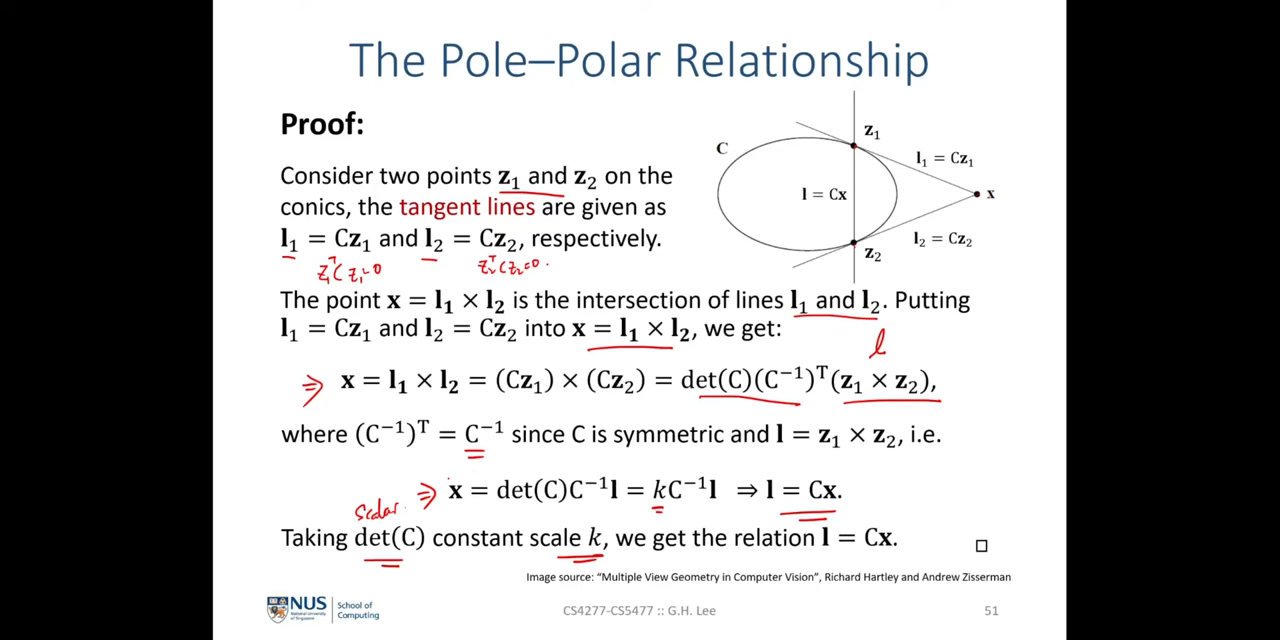 The Pole–Polar Relationship
Proof:
Consider two points z₁ and z₂ on the
conics, the tangent lines are given as
l₁ = Cz₁ and l₂ = Cz₂, respectively.
z₁ᵀCz₁=0 z₂ᵀCz₂=0.
C
z₁
l₁ = Cz₁
l = Cx
x
l₂ = Cz₂
z₂
The point x = l₁ × l₂ is the intersection of lines l₁ and l₂. Putting
l₁ = Cz₁ and l₂ = Cz₂ into x = l₁ × l₂, we get:
l
⇒ x = l₁ × l₂ = (Cz₁) × (Cz₂) = det(C)(C⁻¹)ᵀ(z₁ × z₂),
where (C⁻¹)ᵀ = C⁻¹ since C is symmetric and l = z₁ × z₂, i.e.
⇒ x = det(C)C⁻¹l = kC⁻¹l ⇒ l = Cx.
scalar.
Taking det(C) constant scale k, we get the relation l = Cx.
□
Image source: “Multiple View Geometry in Computer Vision”, Richard Hartley and Andrew Zisserman
NUS
National University
of Singapore
School of
Computing
CS4277-CS5477 :: G.H. Lee
51